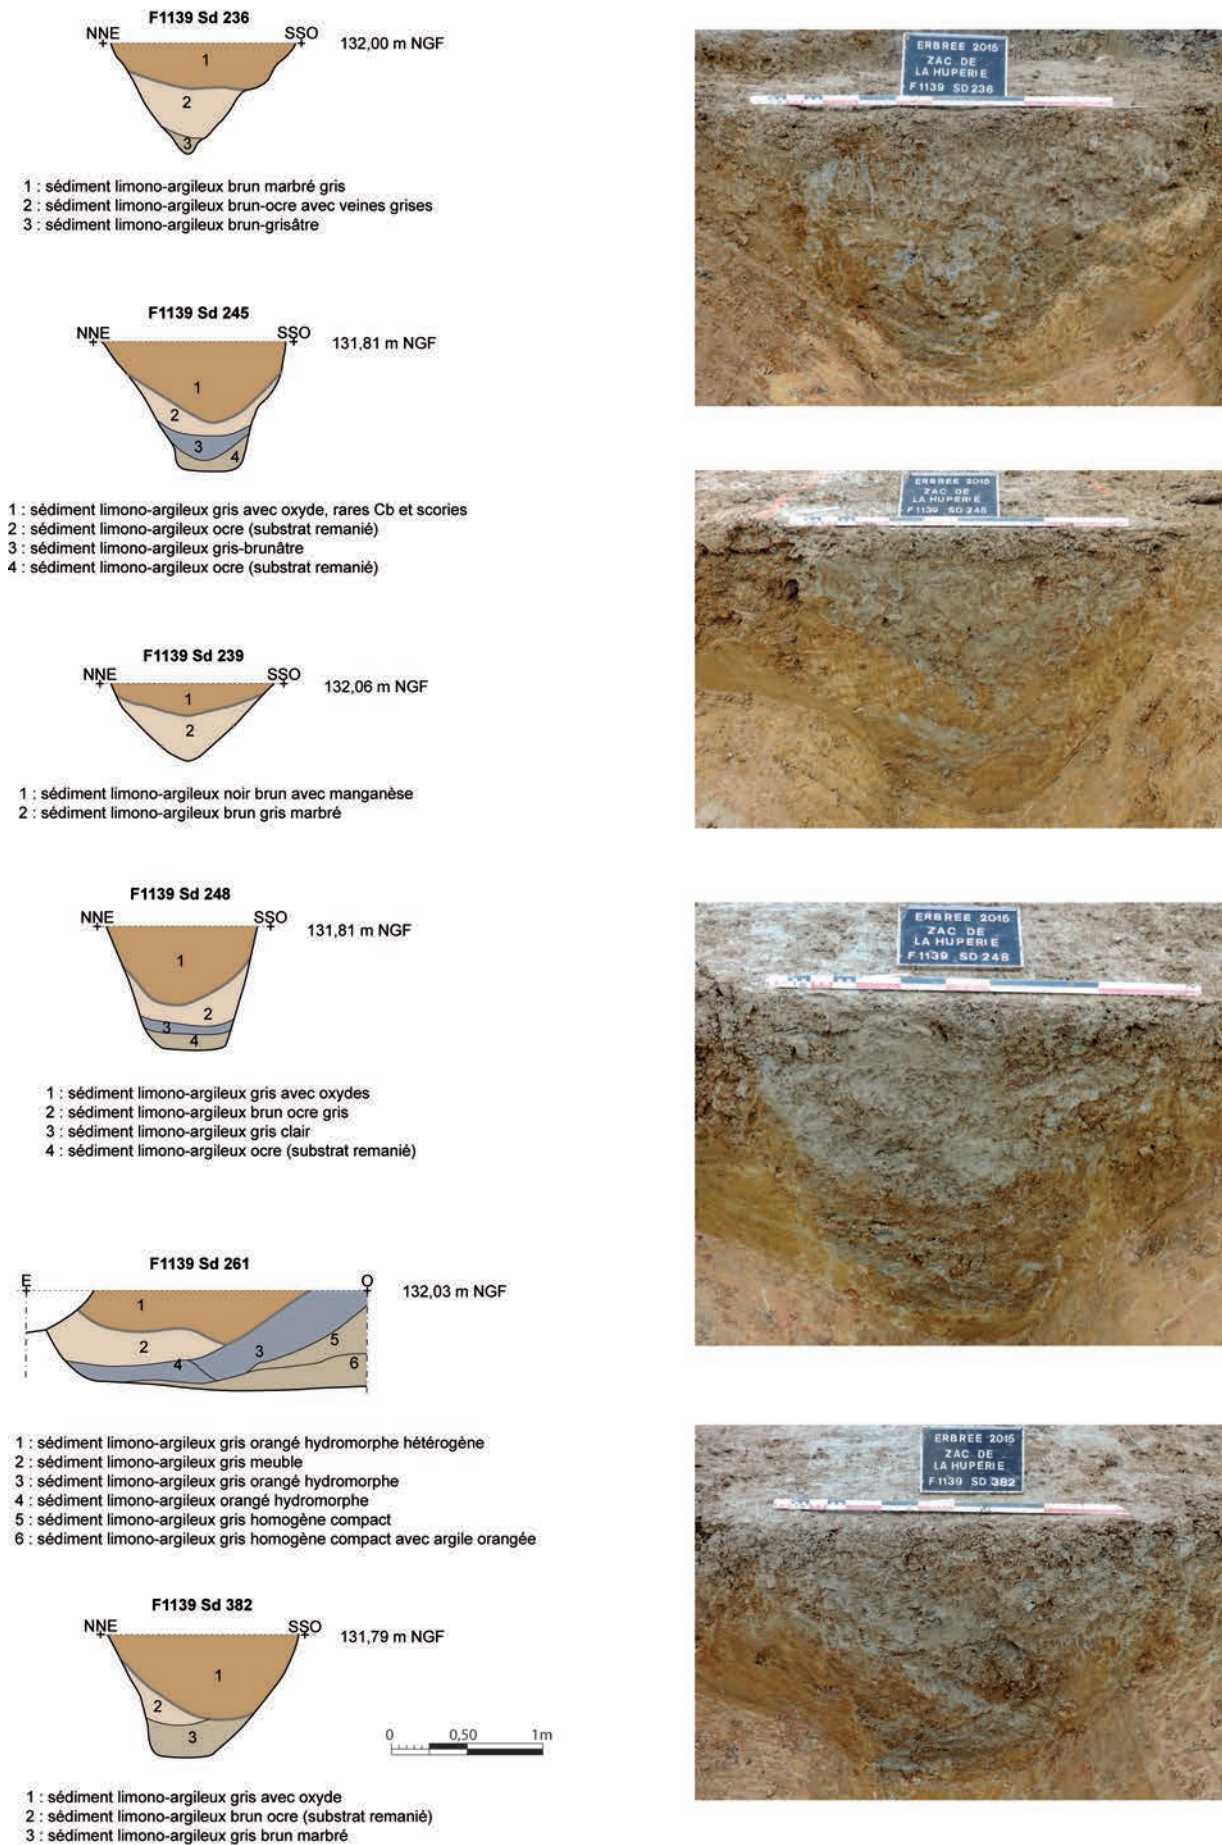 F1139 Sd 236
NNE SSO 132,00 m NGF
1
2
3
1 : sédiment limono-argileux brun marbré gris
2 : sédiment limono-argileux brun-ocre avec veines grises
3 : sédiment limono-argileux brun-grisâtre
ERBREE 2015
ZAC DE
LA HUPERIE
F1139 SD 236
F1139 Sd 245
NNE SSO 131,81 m NGF
1
2
3
4
1 : sédiment limono-argileux gris avec oxyde, rares Cb et scories
2 : sédiment limono-argileux ocre (substrat remanié)
3 : sédiment limono-argileux gris-brunâtre
4 : sédiment limono-argileux ocre (substrat remanié)
ERBREE 2015
ZAC DE
LA HUPERIE
F1139 SD 245
F1139 Sd 239
NNE SSO 132,06 m NGF
1
2
1 : sédiment limono-argileux noir brun avec manganèse
2 : sédiment limono-argileux brun gris marbré
F1139 Sd 248
NNE SSO 131,81 m NGF
1
2
3
4
1 : sédiment limono-argileux gris avec oxydes
2 : sédiment limono-argileux brun ocre gris
3 : sédiment limono-argileux gris clair
4 : sédiment limono-argileux ocre (substrat remanié)
ERBREE 2015
ZAC DE
LA HUPERIE
F1139 SD 248
F1139 Sd 261
E O 132,03 m NGF
1
2
3
4
5
6
1 : sédiment limono-argileux gris orangé hydromorphe hétérogène
2 : sédiment limono-argileux gris meuble
3 : sédiment limono-argileux gris orangé hydromorphe
4 : sédiment limono-argileux orangé hydromorphe
5 : sédiment limono-argileux gris homogène compact
6 : sédiment limono-argileux gris homogène compact avec argile orangée
ERBREE 2015
ZAC DE
LA HUPERIE
F1139 SD 382
F1139 Sd 382
NNE SSO 131,79 m NGF
1
2
3
0 0,50 1m
1 : sédiment limono-argileux gris avec oxyde
2 : sédiment limono-argileux brun ocre (substrat remanié)
3 : sédiment limono-argileux gris brun marbré